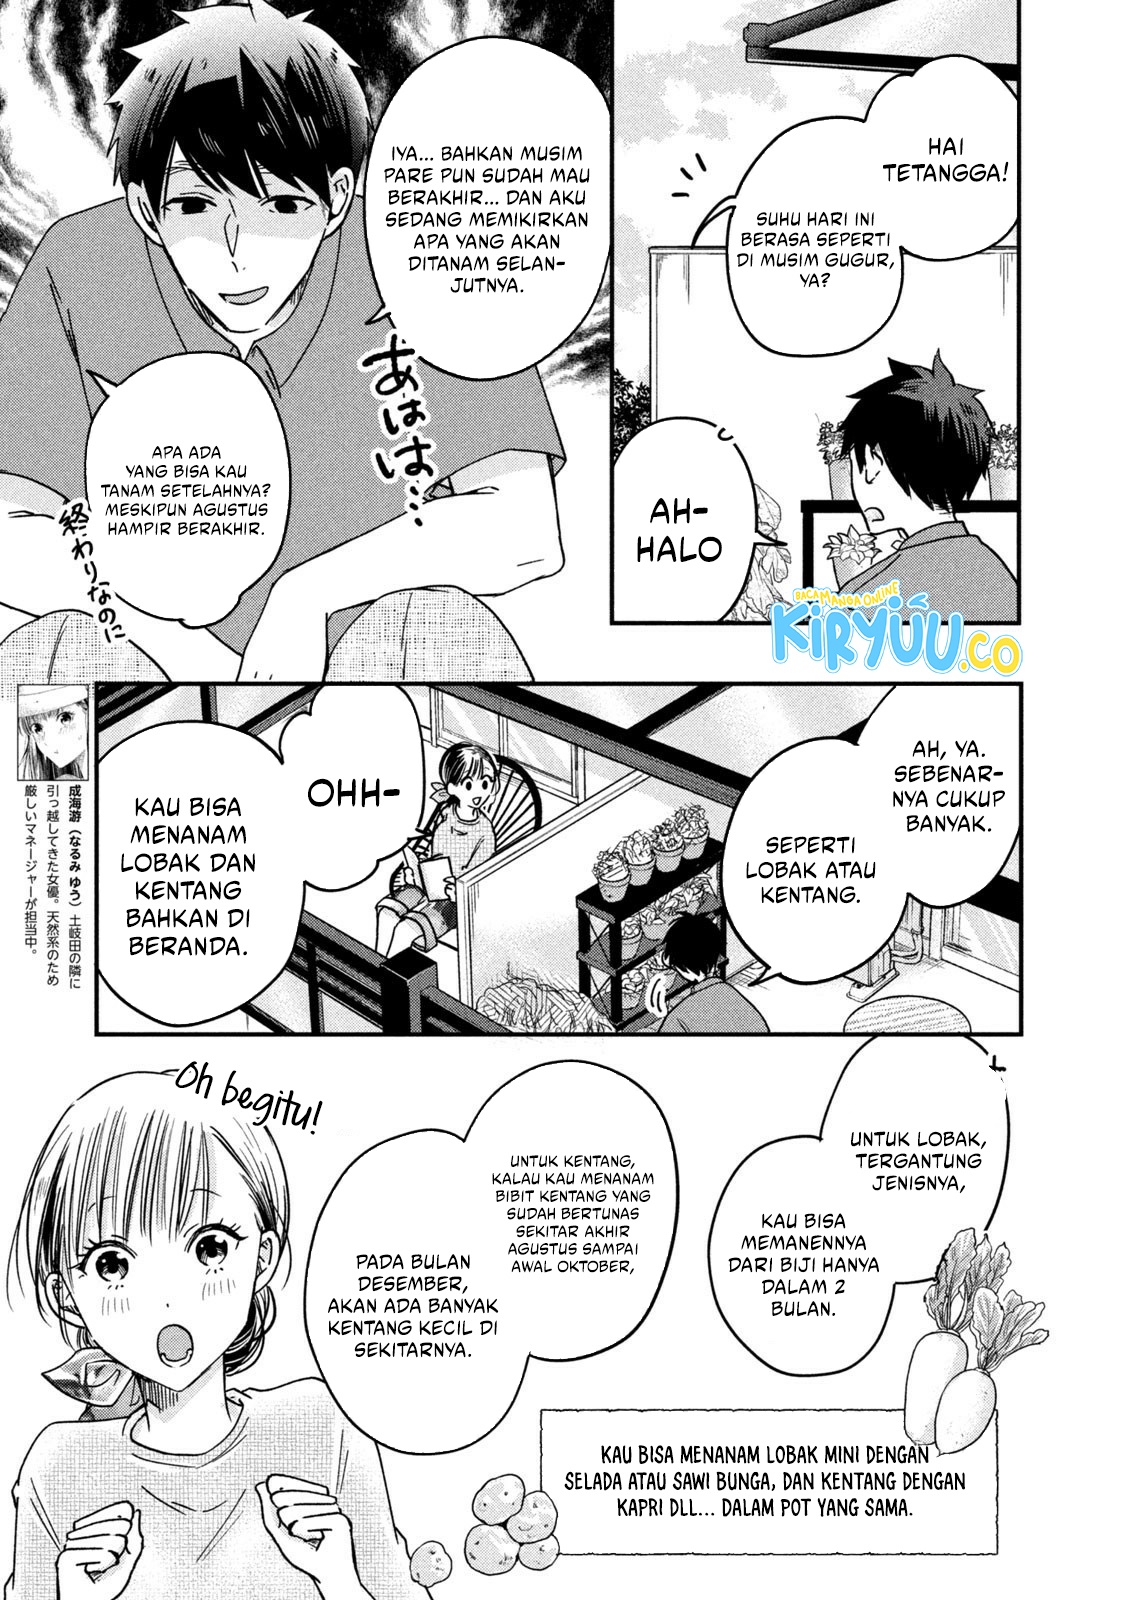 HAI
TETANGGA!
SUHU HARI INI
BERASA SEPERTI
DI MUSIM GUGUR,
YA?
AH-
HALO
IYA... BAHKAN MUSIM
PARE PUN SUDAH MAU
BERAKHIR... DAN AKU
SEDANG MEMIKIRKAN
APA YANG AKAN
DITANAM SELAN-
JUTNYA.
あはは…
APA ADA
YANG BISA KAU
TANAM SETELAHNYA?
MESKIPUN AGUSTUS
HAMPIR BERAKHIR.
終わりなのに
BACA MANGA ONLINE
KIRYUU.CO
AH, YA.
SEBENAR-
NYA CUKUP
BANYAK.
SEPERTI
LOBAK ATAU
KENTANG.
OHH-
KAU BISA
MENANAM
LOBAK DAN
KENTANG
BAHKAN DI
BERANDA.
成海游（なるみ ゆう）土岐田の隣に
引っ越してきた女優。天然系のため
厳しいマネージャーが担当中。
UNTUK LOBAK,
TERGANTUNG
JENISNYA,
KAU BISA
MEMANENNYA
DARI BIJI HANYA
DALAM 2
BULAN.
UNTUK KENTANG,
KALAU KAU MENANAM
BIBIT KENTANG YANG
SUDAH BERTUNAS
SEKITAR AKHIR
AGUSTUS SAMPAI
AWAL OKTOBER,
PADA BULAN
DESEMBER,
AKAN ADA BANYAK
KENTANG KECIL DI
SEKITARNYA.
Oh begitu!
KAU BISA MENANAM LOBAK MINI DENGAN
SELADA ATAU SAWI BUNGA, DAN KENTANG DENGAN
KAPRI DLL... DALAM POT YANG SAMA.